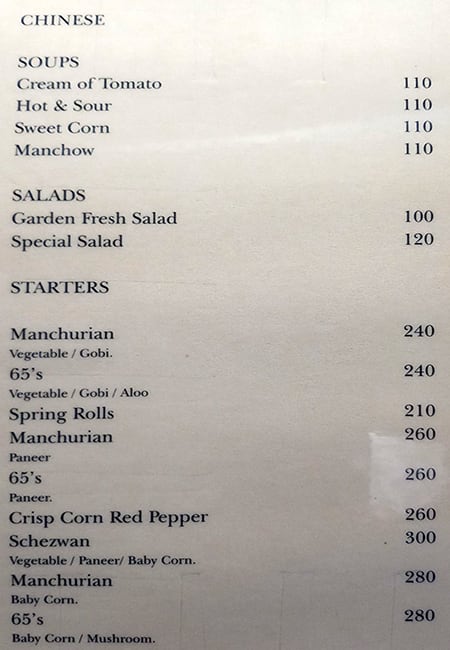 CHINESE
SOUPS
Cream of Tomato 110
Hot & Sour 110
Sweet Corn 110
Manchow 110
SALADS
Garden Fresh Salad 100
Special Salad 120
STARTERS
Manchurian 240
Vegetable / Gobi.
65's 240
Vegetable / Gobi / Aloo
Spring Rolls 210
Manchurian 260
Paneer
65's 260
Paneer.
Crisp Corn Red Pepper 260
Schezwan 300
Vegetable / Paneer/ Baby Corn.
Manchurian 280
Baby Corn.
65's 280
Baby Corn / Mushroom.